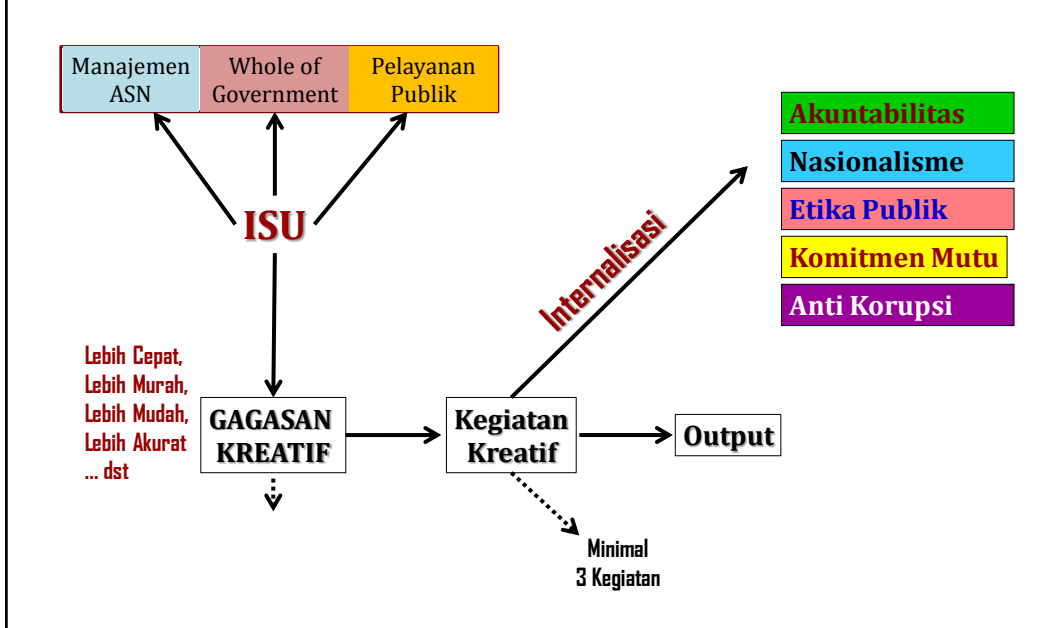 Manajemen
ASN
Whole of
Government
Pelayanan
Publik
ISU
Akuntabilitas
Nasionalisme
Etika Publik
Komitmen Mutu
Anti Korupsi
Internalisasi
Lebih Cepat,
Lebih Murah,
Lebih Mudah,
Lebih Akurat
... dst
GAGASAN
KREATIF
Kegiatan
Kreatif
Output
Minimal
3 Kegiatan